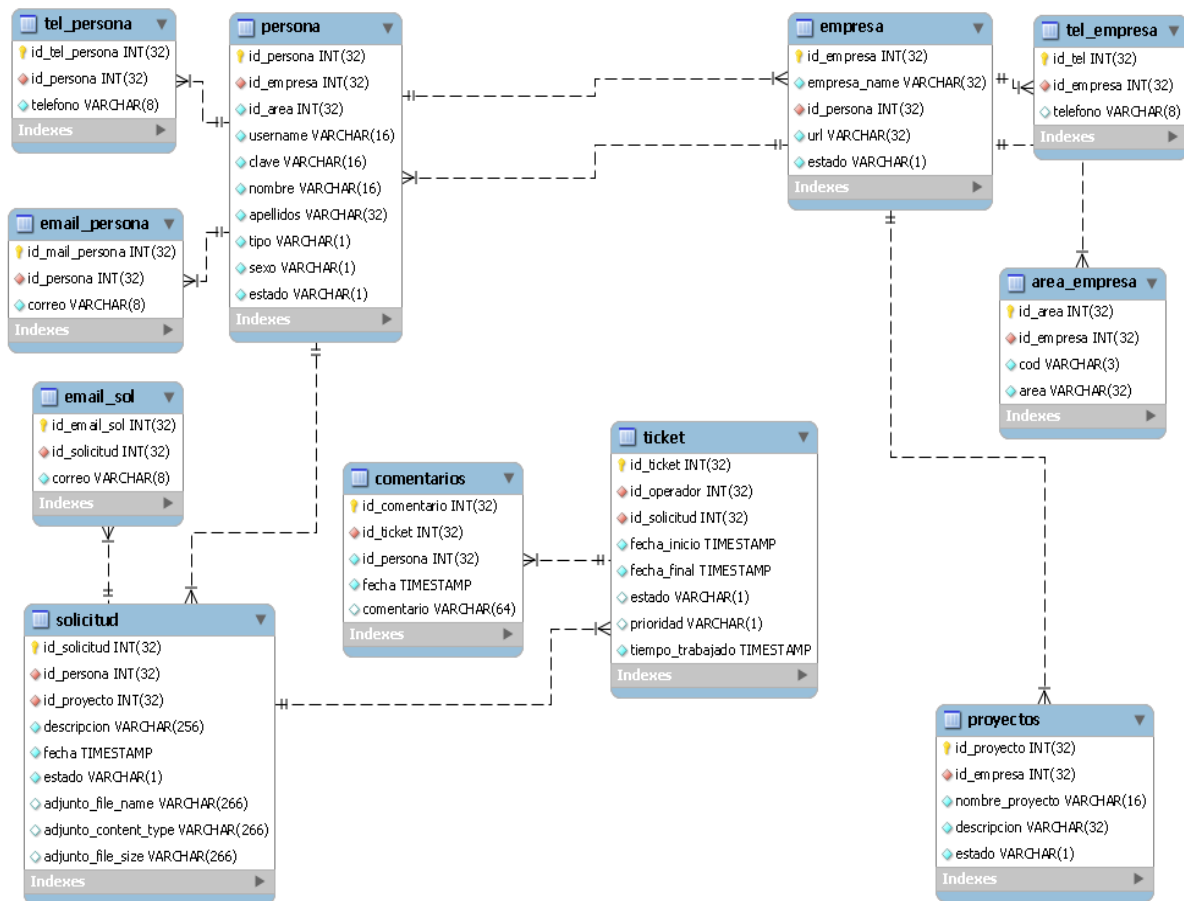 tel_persona
id_tel_persona INT(32)
id_persona INT(32)
telefono VARCHAR(8)
Indexes
persona
id_persona INT(32)
id_empresa INT(32)
id_area INT(32)
username VARCHAR(16)
clave VARCHAR(16)
nombre VARCHAR(16)
apellidos VARCHAR(32)
tipo VARCHAR(1)
sexo VARCHAR(1)
estado VARCHAR(1)
Indexes
empresa
id_empresa INT(32)
empresa_name VARCHAR(32)
id_persona INT(32)
url VARCHAR(32)
estado VARCHAR(1)
Indexes
tel_empresa
id_tel INT(32)
id_empresa INT(32)
telefono VARCHAR(8)
Indexes
email_persona
id_mail_persona INT(32)
id_persona INT(32)
correo VARCHAR(8)
Indexes
area_empresa
id_area INT(32)
id_empresa INT(32)
cod VARCHAR(3)
area VARCHAR(32)
Indexes
email_sol
id_email_sol INT(32)
id_solicitud INT(32)
correo VARCHAR(8)
Indexes
comentarios
id_comentario INT(32)
id_ticket INT(32)
id_persona INT(32)
fecha TIMESTAMP
comentario VARCHAR(64)
Indexes
ticket
id_ticket INT(32)
id_operador INT(32)
id_solicitud INT(32)
fecha_inicio TIMESTAMP
fecha_final TIMESTAMP
estado VARCHAR(1)
prioridad VARCHAR(1)
tiempo_trabajado TIMESTAMP
Indexes
solicitud
id_solicitud INT(32)
id_persona INT(32)
id_proyecto INT(32)
descripcion VARCHAR(256)
fecha TIMESTAMP
estado VARCHAR(1)
adjunto_file_name VARCHAR(266)
adjunto_content_type VARCHAR(266)
adjunto_file_size VARCHAR(266)
Indexes
proyectos
id_proyecto INT(32)
id_empresa INT(32)
nombre_proyecto VARCHAR(16)
descripcion VARCHAR(32)
estado VARCHAR(1)
Indexes